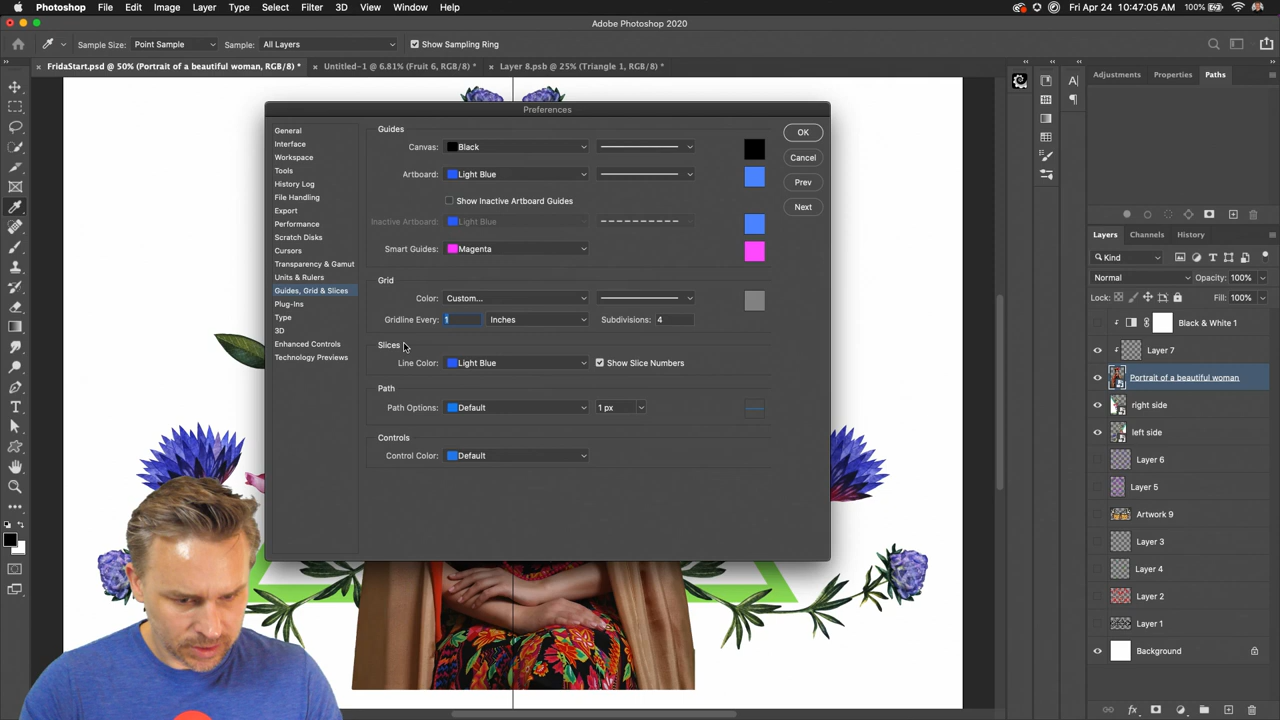 Photoshop File Edit Image Layer Type Select Filter 3D View Window Help 100% Fri Apr 24 10:47:05 AM
Adobe Photoshop 2020
Sample Size: Point Sample Sample: All Layers Show Sampling Ring
× FridaStart.psd @ 50% (Portrait of a beautiful woman, RGB/8) * × Untitled-1 @ 6.81% (Fruit 6, RGB/8) * × Layer 8.psb @ 25% (Triangle 1, RGB/8) *
Adjustments Properties Paths
Preferences
General
Interface
Workspace
Tools
History Log
File Handling
Export
Performance
Scratch Disks
Cursors
Transparency & Gamut
Units & Rulers
Guides, Grid & Slices
Plug-Ins
Type
3D
Enhanced Controls
Technology Previews
Guides
Canvas: Black
Artboard: Light Blue
Show Inactive Artboard Guides
Inactive Artboard: Light Blue
Smart Guides: Magenta
Grid
Color: Custom...
Gridline Every: 1 Inches Subdivisions: 4
Slices
Line Color: Light Blue Show Slice Numbers
Path
Path Options: Default 1 px
Controls
Control Color: Default
OK
Cancel
Prev
Next
Layers Channels History
Kind
Normal Opacity: 100%
Lock: Fill: 100%
Black & White 1
Layer 7
Portrait of a beautiful woman
right side
left side
Layer 6
Layer 5
Artwork 9
Layer 3
Layer 4
Layer 2
Layer 1
Background